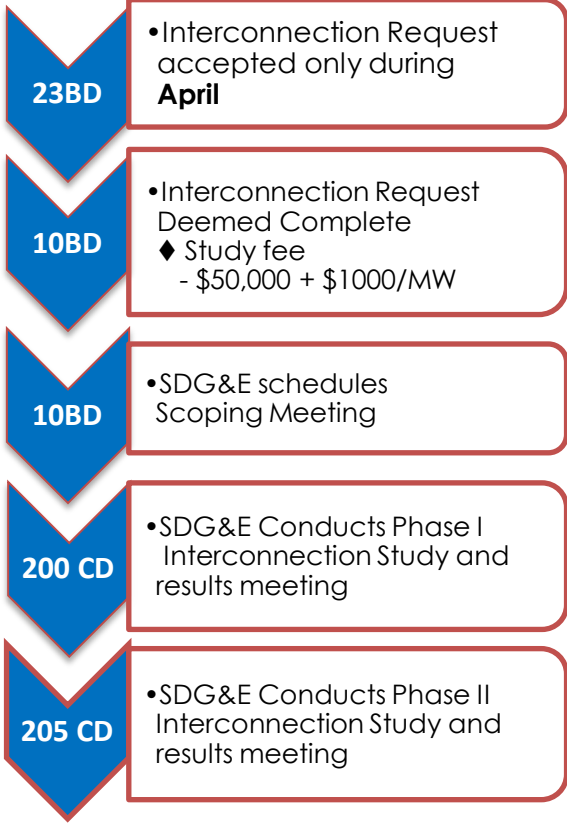 23BD
•Interconnection Request
accepted only during
April
10BD
•Interconnection Request
Deemed Complete
♦ Study fee
- $50,000 + $1000/MW
10BD
•SDG&E schedules
Scoping Meeting
200 CD
•SDG&E Conducts Phase I
Interconnection Study and
results meeting
205 CD
•SDG&E Conducts Phase II
Interconnection Study and
results meeting